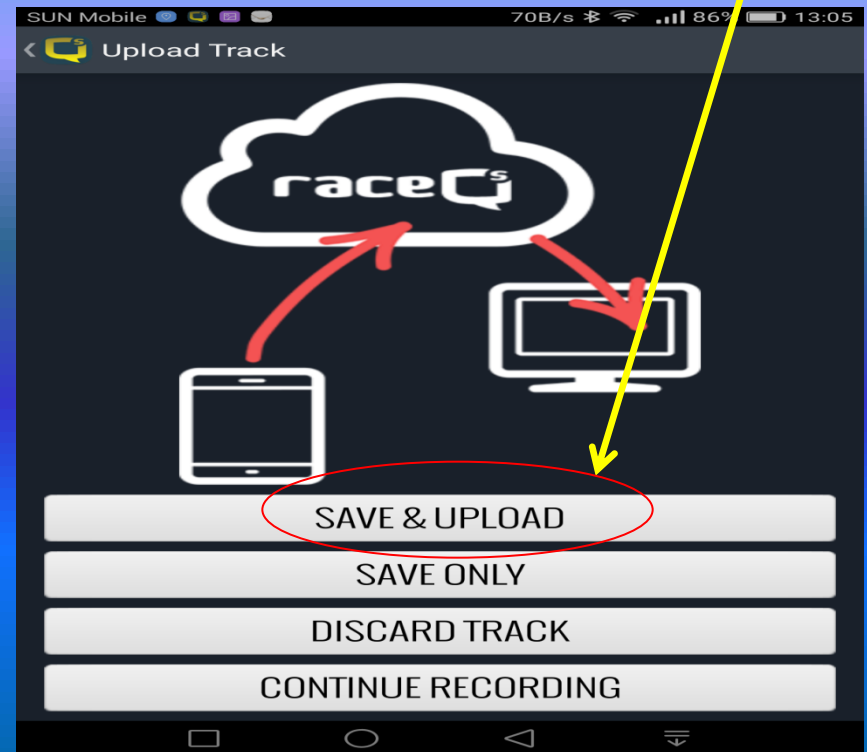 SUN Mobile 70B/s 86% 13:05
Upload Track
raceQs
SAVE & UPLOAD
SAVE ONLY
DISCARD TRACK
CONTINUE RECORDING